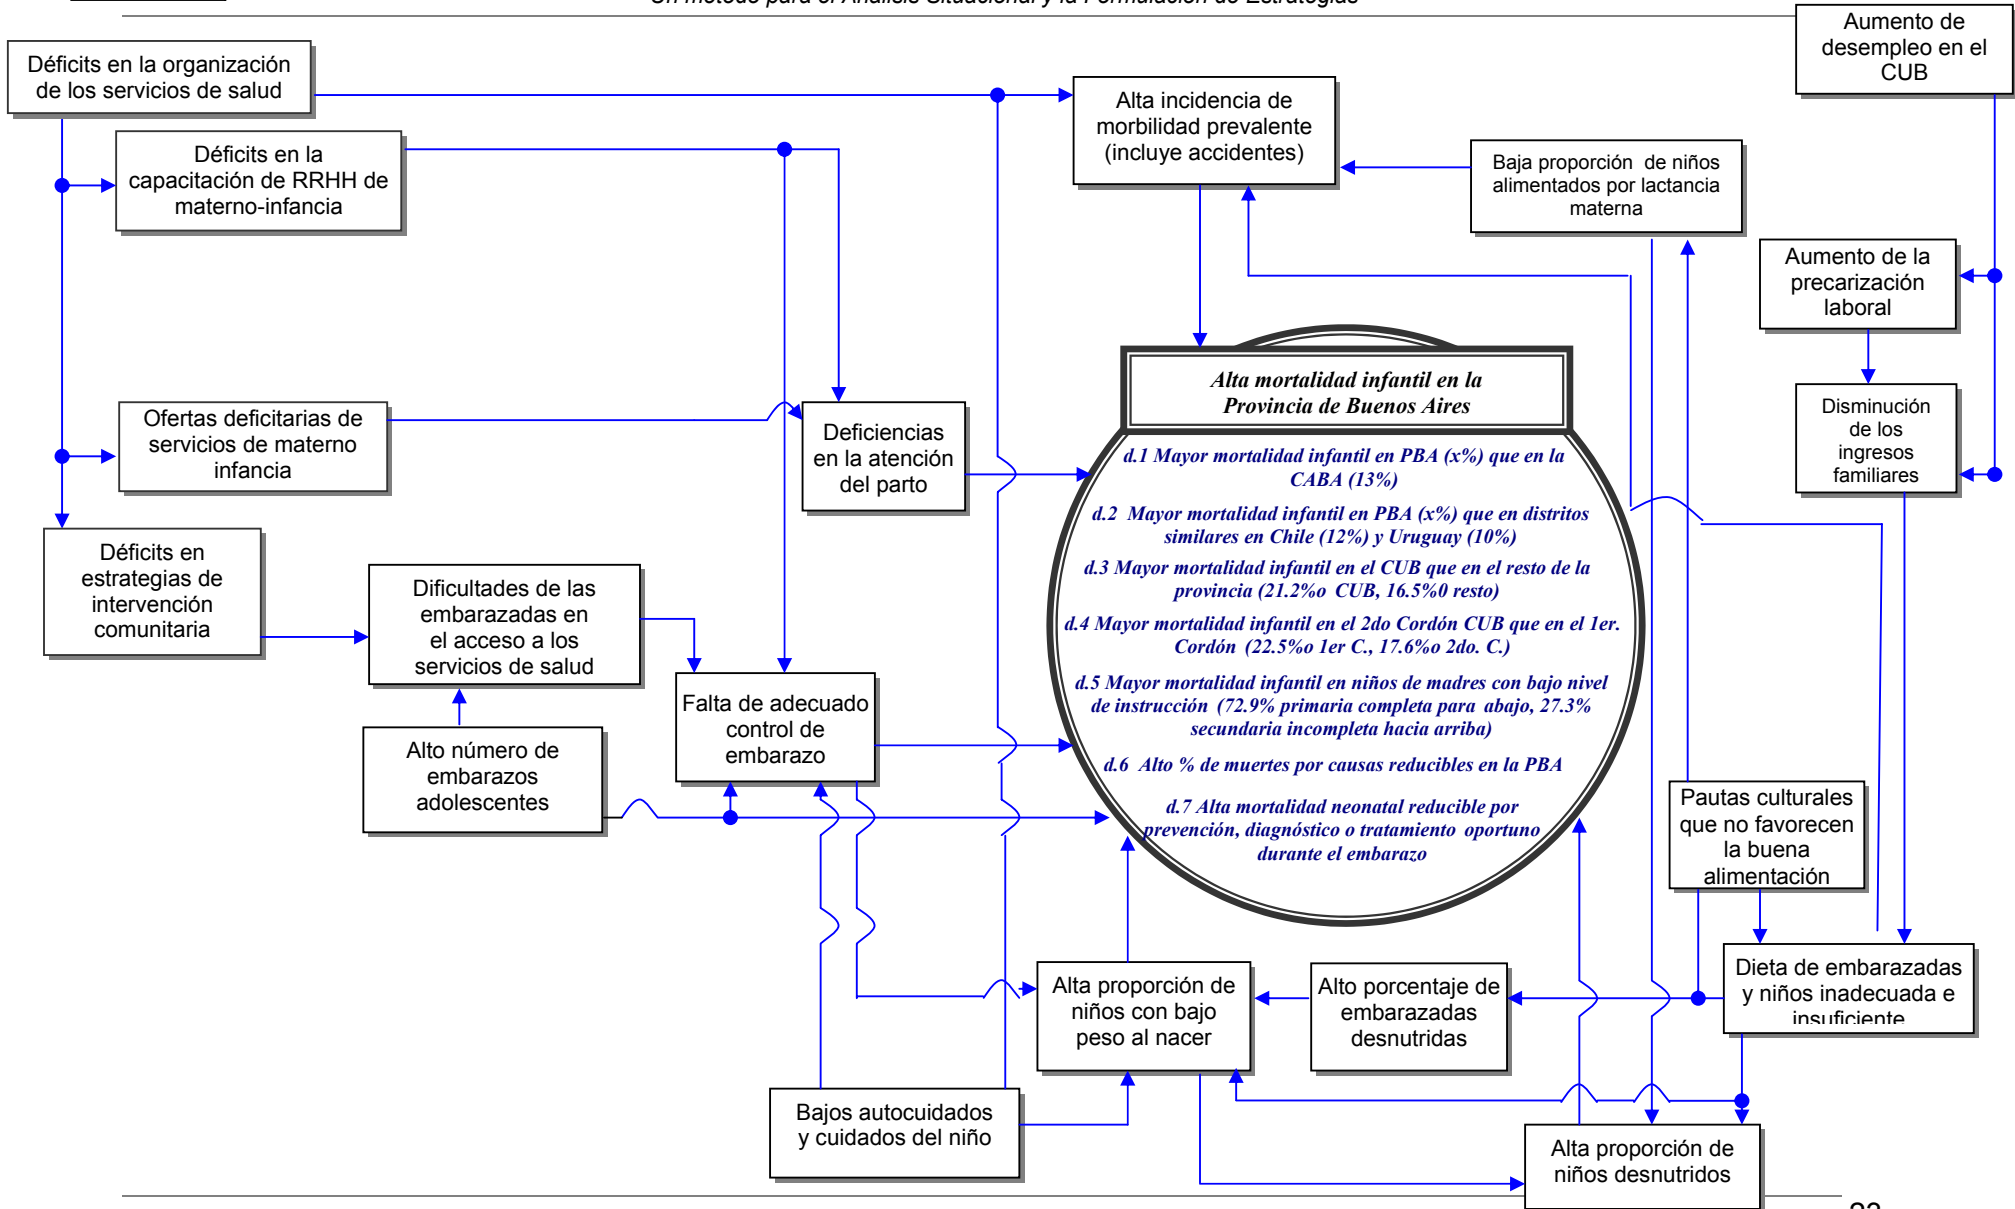 Un método para el Análisis Situacional y la Formulación de Estrategias
Aumento de
desempleo en el
CUB
Déficits en la organización
de los servicios de salud
Alta incidencia de
morbilidad prevalente
(incluye accidentes)
Déficits en la
capacitación de RRHH de
materno-infancia
Baja proporción de niños
alimentados por lactancia
materna
Aumento de la
precarización
laboral
Alta mortalidad infantil en la
Provincia de Buenos Aires
Disminución
de los
ingresos
familiares
Ofertas deficitarias de
servicios de materno
infancia
Deficiencias
en la atención
del parto
d.1 Mayor mortalidad infantil en PBA (x%) que en la
CABA (13%)
d.2 Mayor mortalidad infantil en PBA (x%) que en distritos
similares en Chile (12%) y Uruguay (10%)
d.3 Mayor mortalidad infantil en el CUB que en el resto de la
provincia (21.2%o CUB, 16.5%0 resto)
d.4 Mayor mortalidad infantil en el 2do Cordón CUB que en el 1er.
Cordón (22.5%o 1er C., 17.6%o 2do. C.)
d.5 Mayor mortalidad infantil en niños de madres con bajo nivel
de instrucción (72.9% primaria completa para abajo, 27.3%
secundaria incompleta hacia arriba)
d.6 Alto % de muertes por causas reducibles en la PBA
d.7 Alta mortalidad neonatal reducible por
prevención, diagnóstico o tratamiento oportuno
durante el embarazo
Déficits en
estrategias de
intervención
comunitaria
Dificultades de las
embarazadas en
el acceso a los
servicios de salud
Falta de adecuado
control de
embarazo
Alto número de
embarazos
adolescentes
Pautas culturales
que no favorecen
la buena
alimentación
Alta proporción de
niños con bajo
peso al nacer
Alto porcentaje de
embarazadas
desnutridas
Dieta de embarazadas
y niños inadecuada e
insuficiente
Bajos autocuidados
y cuidados del niño
Alta proporción de
niños desnutridos